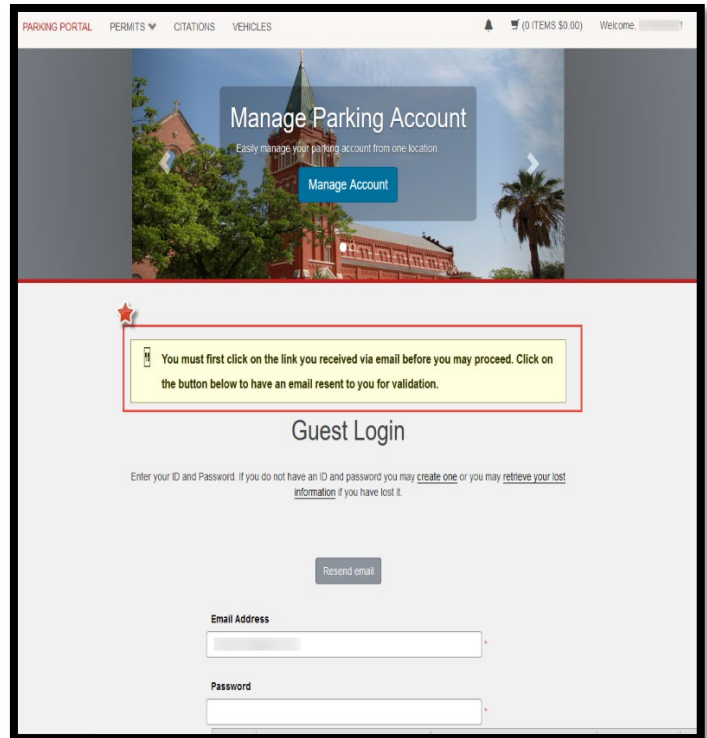 PARKING PORTAL PERMITS CITATIONS VEHICLES (0 ITEMS $0.00) Welcome, !
Manage Parking Account
Easily manage your parking account from one location.
Manage Account
You must first click on the link you received via email before you may proceed. Click on
the button below to have an email resent to you for validation.
Guest Login
Enter your ID and Password. If you do not have an ID and password you may create one or you may retrieve your lost
information if you have lost it.
Resend email
Email Address
*
Password
*